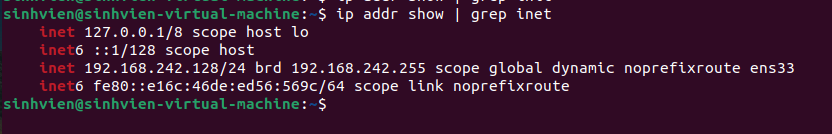 sinhvien@sinhvien-virtual-machine:~$ ip addr show | grep inet
    inet 127.0.0.1/8 scope host lo
    inet6 ::1/128 scope host
    inet 192.168.242.128/24 brd 192.168.242.255 scope global dynamic noprefixroute ens33
    inet6 fe80::e16c:46de:ed56:569c/64 scope link noprefixroute
sinhvien@sinhvien-virtual-machine:~$